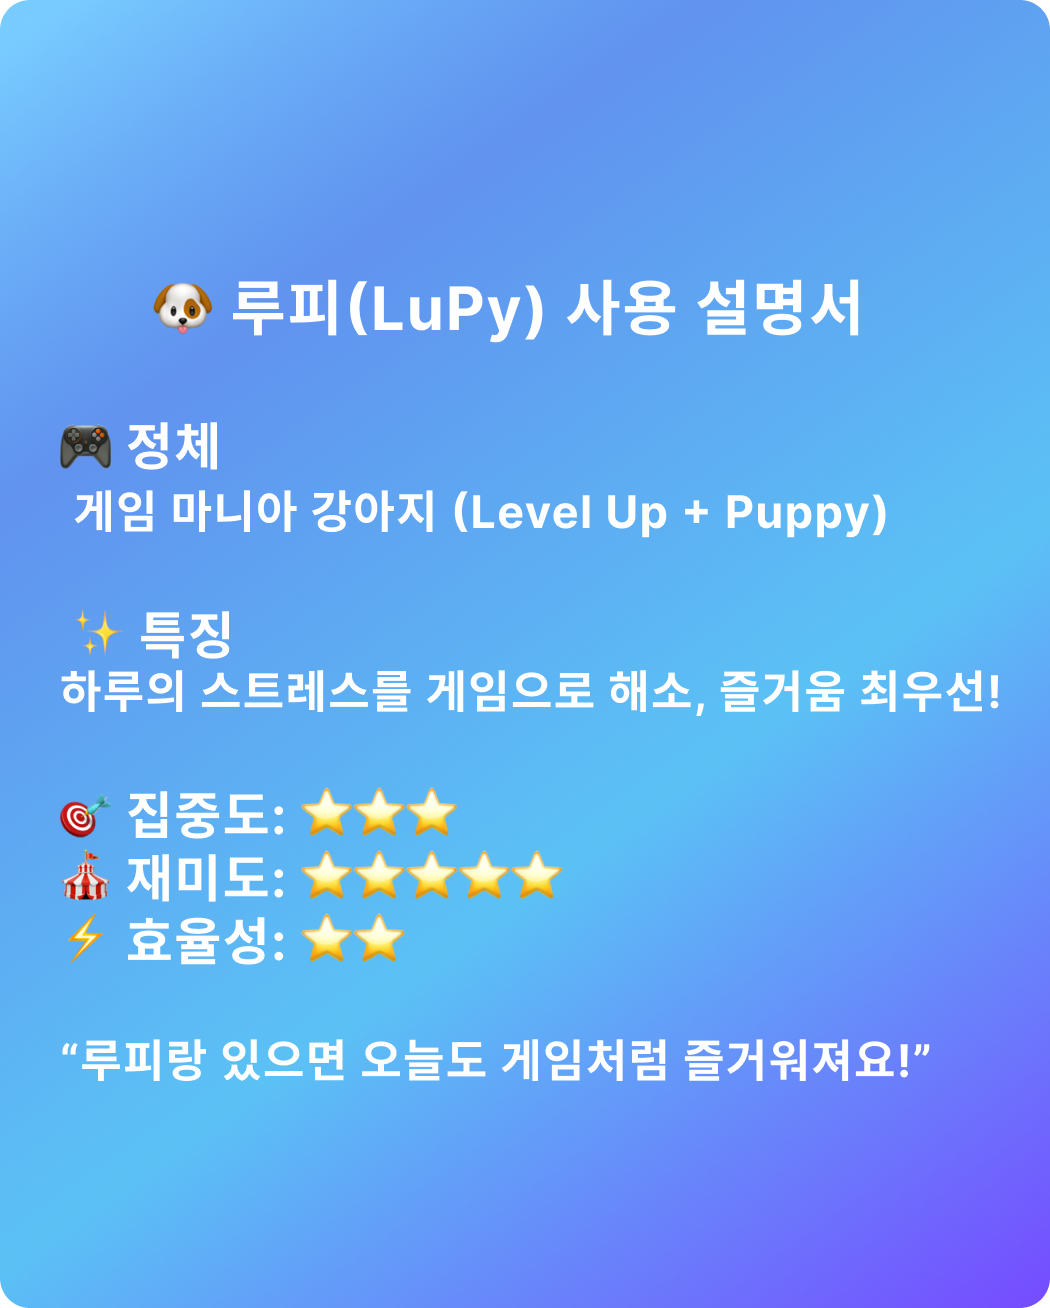 🐶 루피(LuPy) 사용 설명서
🎮 정체
게임 마니아 강아지 (Level Up + Puppy)
✨ 특징
하루의 스트레스를 게임으로 해소, 즐거움 최우선!
🎯 집중도: ⭐⭐⭐
🎪 재미도: ⭐⭐⭐⭐⭐
⚡ 효율성: ⭐⭐
“루피랑 있으면 오늘도 게임처럼 즐거워져요!”